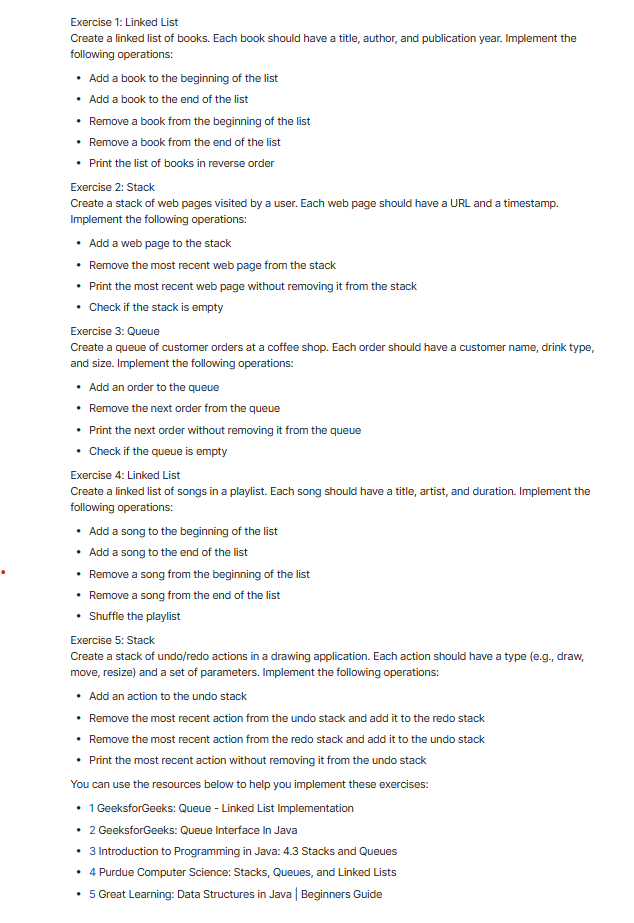 Exercise 1: Linked List
Create a linked list of books. Each book should have a title, author, and publication year. Implement the
following operations:
• Add a book to the beginning of the list
• Add a book to the end of the list
• Remove a book from the beginning of the list
• Remove a book from the end of the list
• Print the list of books in reverse order
Exercise 2: Stack
Create a stack of web pages visited by a user. Each web page should have a URL and a timestamp.
Implement the following operations:
• Add a web page to the stack
• Remove the most recent web page from the stack
• Print the most recent web page without removing it from the stack
• Check if the stack is empty
Exercise 3: Queue
Create a queue of customer orders at a coffee shop. Each order should have a customer name, drink type,
and size. Implement the following operations:
• Add an order to the queue
• Remove the next order from the queue
• Print the next order without removing it from the queue
• Check if the queue is empty
Exercise 4: Linked List
Create a linked list of songs in a playlist. Each song should have a title, artist, and duration. Implement the
following operations:
• Add a song to the beginning of the list
• Add a song to the end of the list
• Remove a song from the beginning of the list
• Remove a song from the end of the list
• Shuffle the playlist
Exercise 5: Stack
Create a stack of undo/redo actions in a drawing application. Each action should have a type (e.g., draw,
move, resize) and a set of parameters. Implement the following operations:
• Add an action to the undo stack
• Remove the most recent action from the undo stack and add it to the redo stack
• Remove the most recent action from the redo stack and add it to the undo stack
• Print the most recent action without removing it from the undo stack
You can use the resources below to help you implement these exercises:
• 1 GeeksforGeeks: Queue - Linked List Implementation
• 2 GeeksforGeeks: Queue Interface In Java
• 3 Introduction to Programming in Java: 4.3 Stacks and Queues
• 4 Purdue Computer Science: Stacks, Queues, and Linked Lists
• 5 Great Learning: Data Structures in Java | Beginners Guide